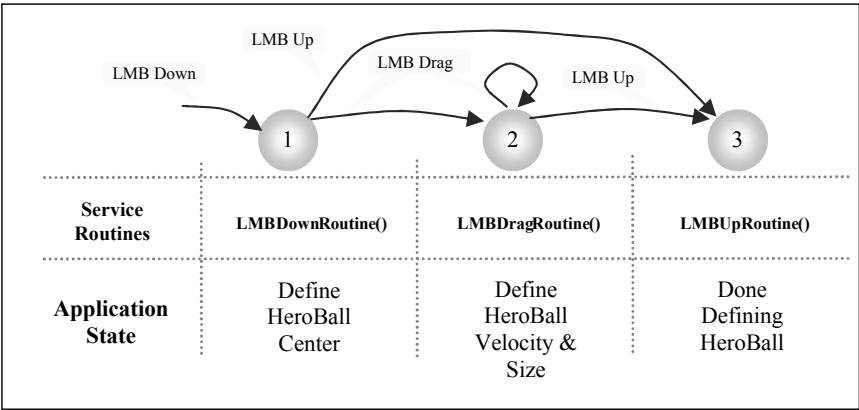 LMB Up
LMB Drag
LMB Down
LMB Up
1
2
3
Service
Routines
LMBDownRoutine()
LMBDragRoutine()
LMBUpRoutine()
Application
State
Define
HeroBall
Center
Define
HeroBall
Velocity &
Size
Done
Defining
HeroBall